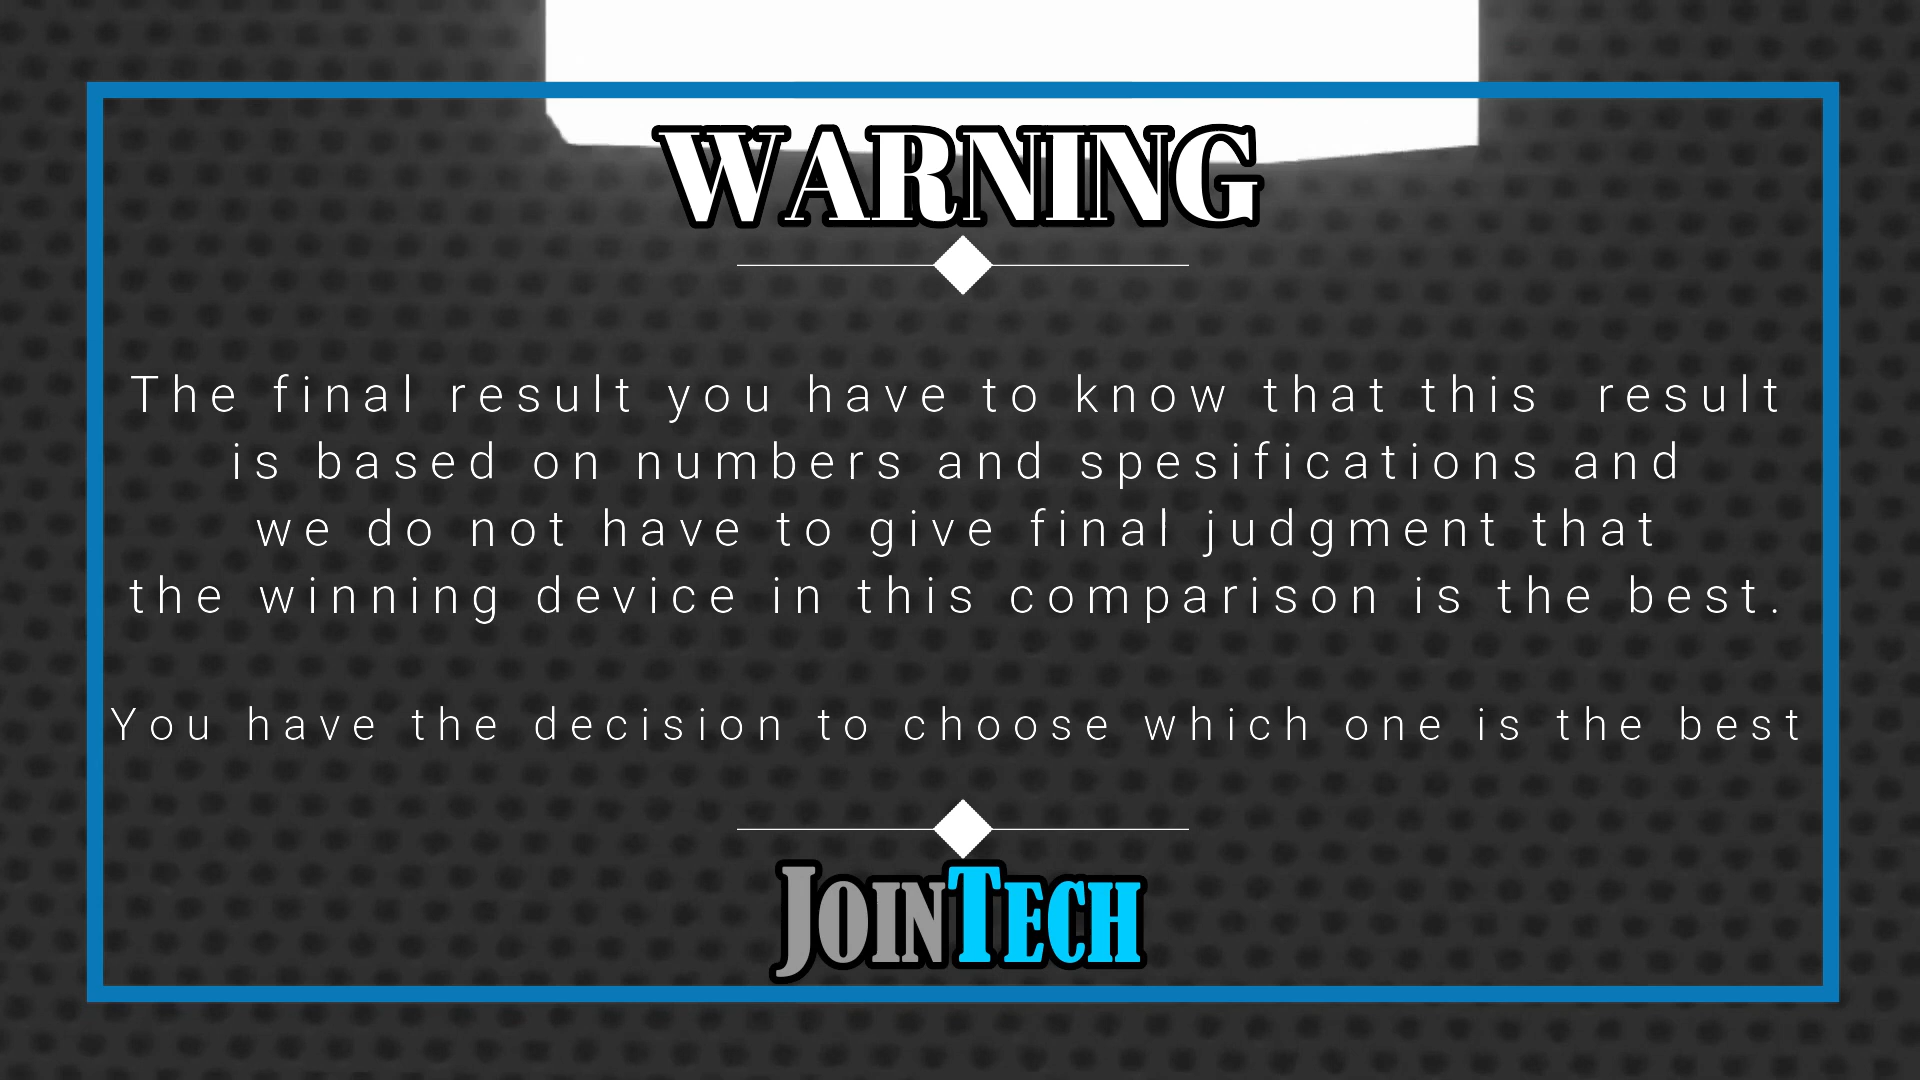 WARNING
The final result you have to know that this result
is based on numbers and spesifications and
we do not have to give final judgment that
the winning device in this comparison is the best.
You have the decision to choose which one is the best
JOINTECH